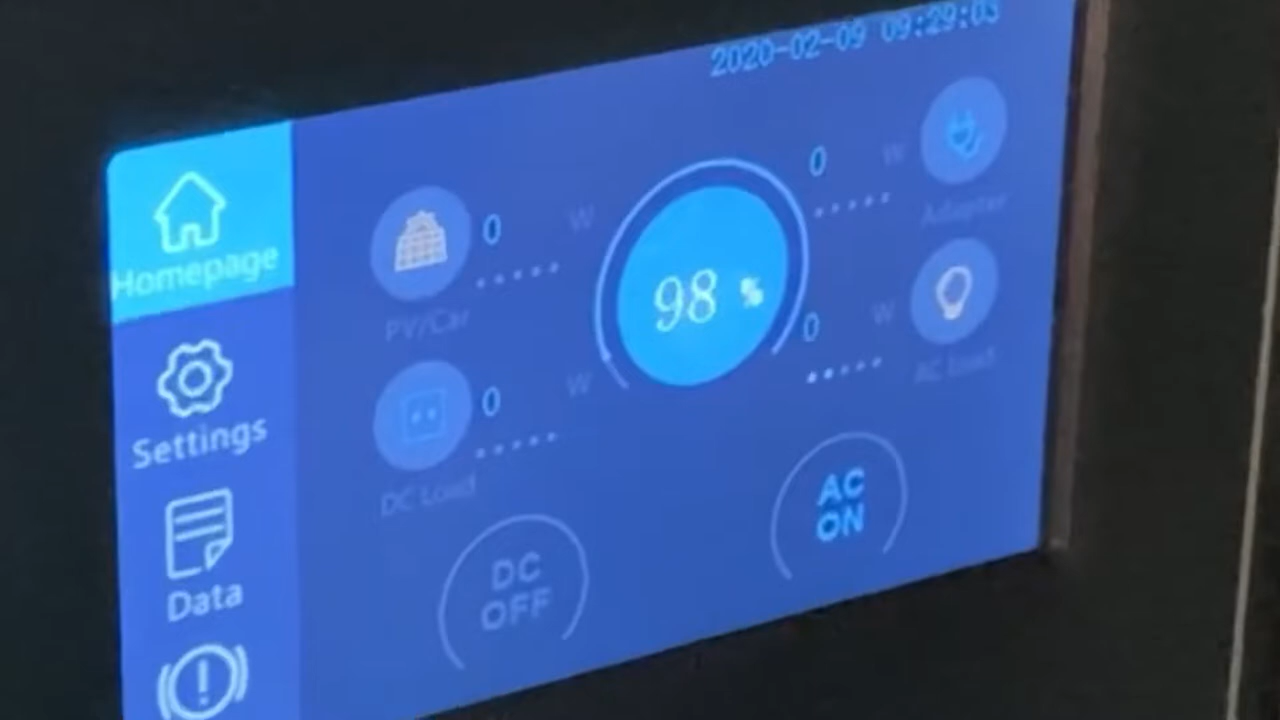 2020-02-09 09:29:03
Homepage
Settings
Data
0 W
PV/Car
0 W
DC Load
98 %
0 W
Adapter
0 W
AC Load
DC
OFF
AC
ON